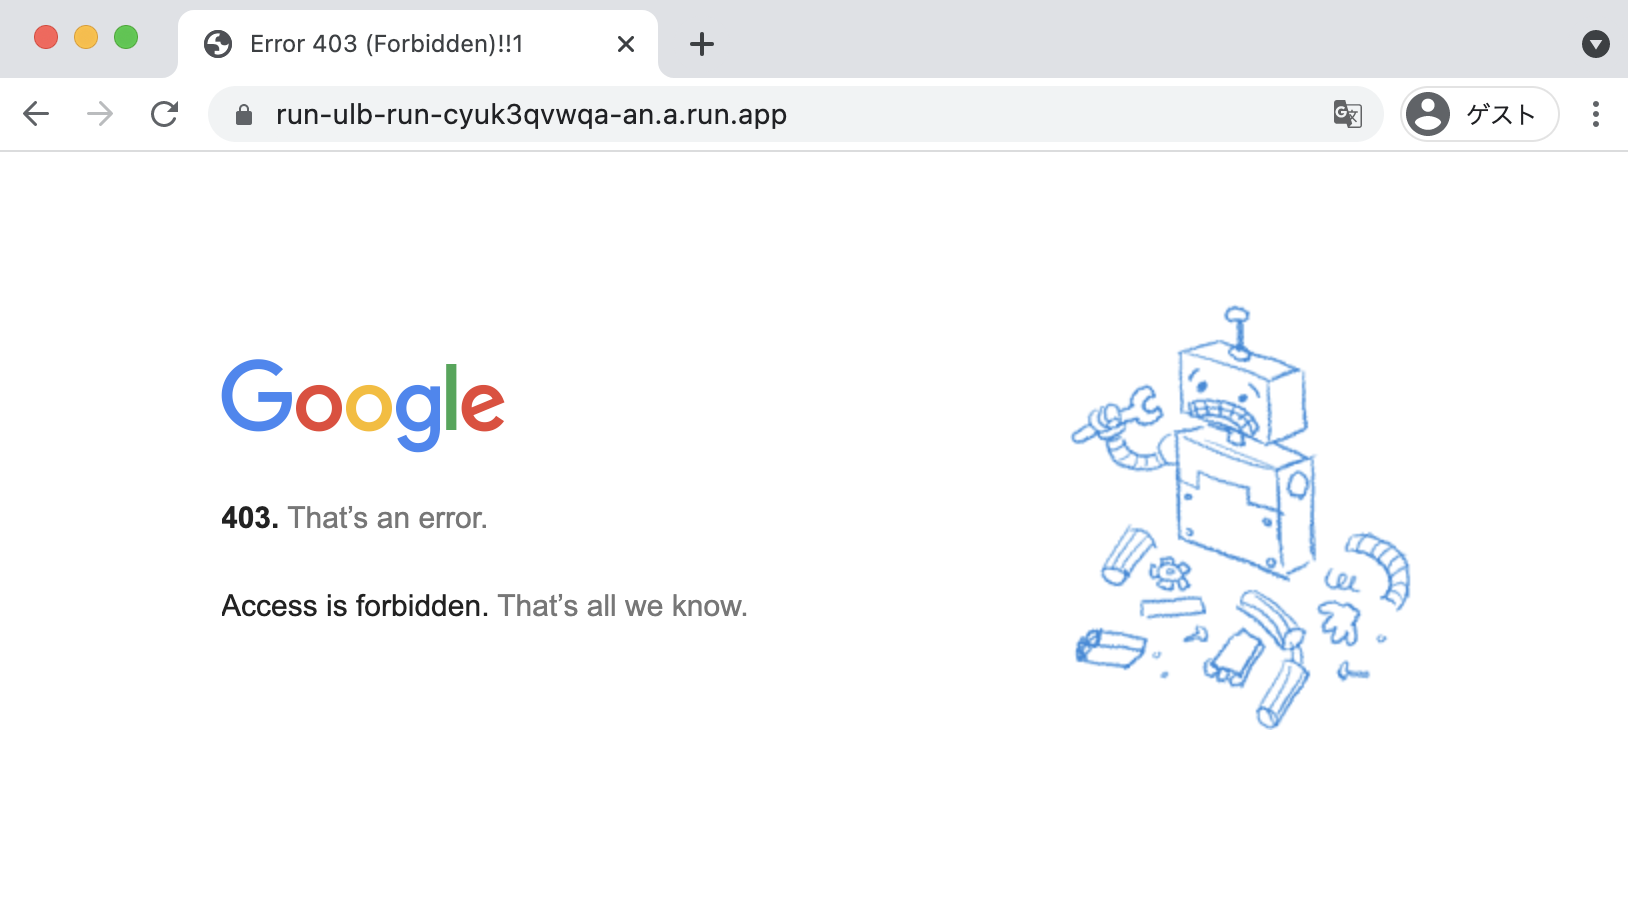 Error 403 (Forbidden)!!1
run-ulb-run-cyuk3qvwqa-an.a.run.app
ゲスト
Google
403. That’s an error.
Access is forbidden. That’s all we know.